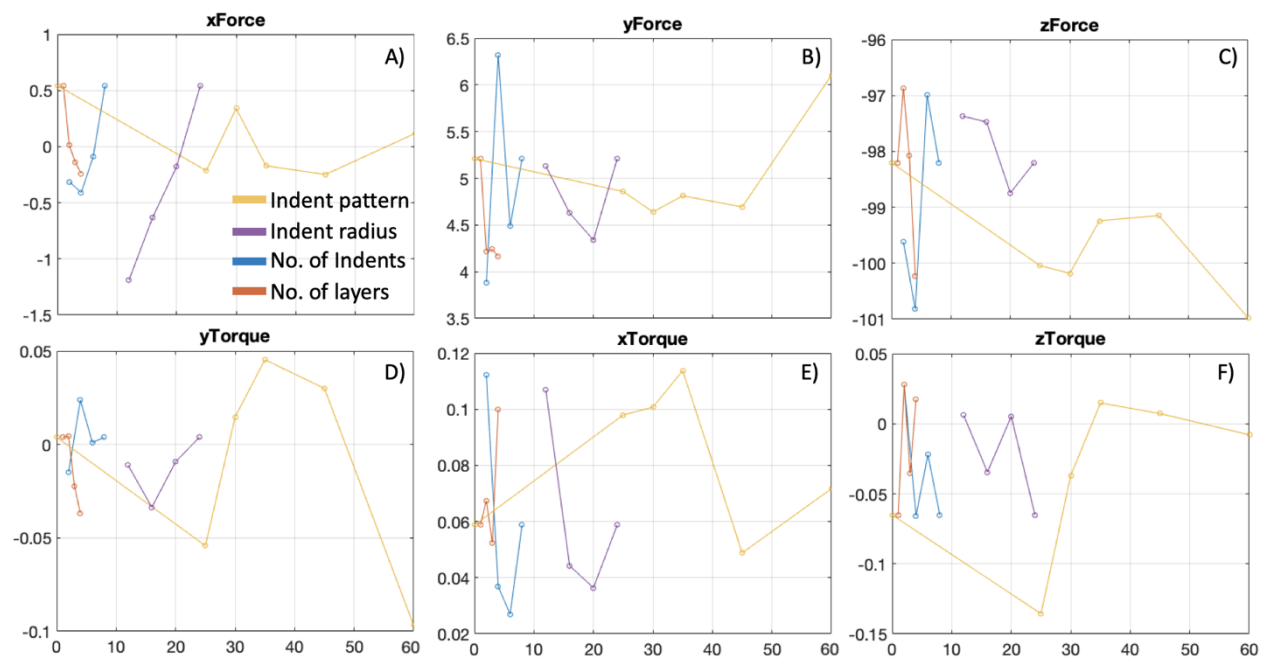 xForce
yForce
zForce
A)
B)
C)
1
0.5
0
-0.5
-1
-1.5
Indent pattern
Indent radius
No. of Indents
No. of layers
6.5
6
5.5
5
4.5
4
3.5
-96
-97
-98
-99
-100
-101
yTorque
xTorque
zTorque
D)
E)
F)
0.05
0
-0.05
-0.1
0 10 20 30 40 50 60
0.12
0.1
0.08
0.06
0.04
0.02
0 10 20 30 40 50 60
0.05
0
-0.05
-0.1
-0.15
0 10 20 30 40 50 60